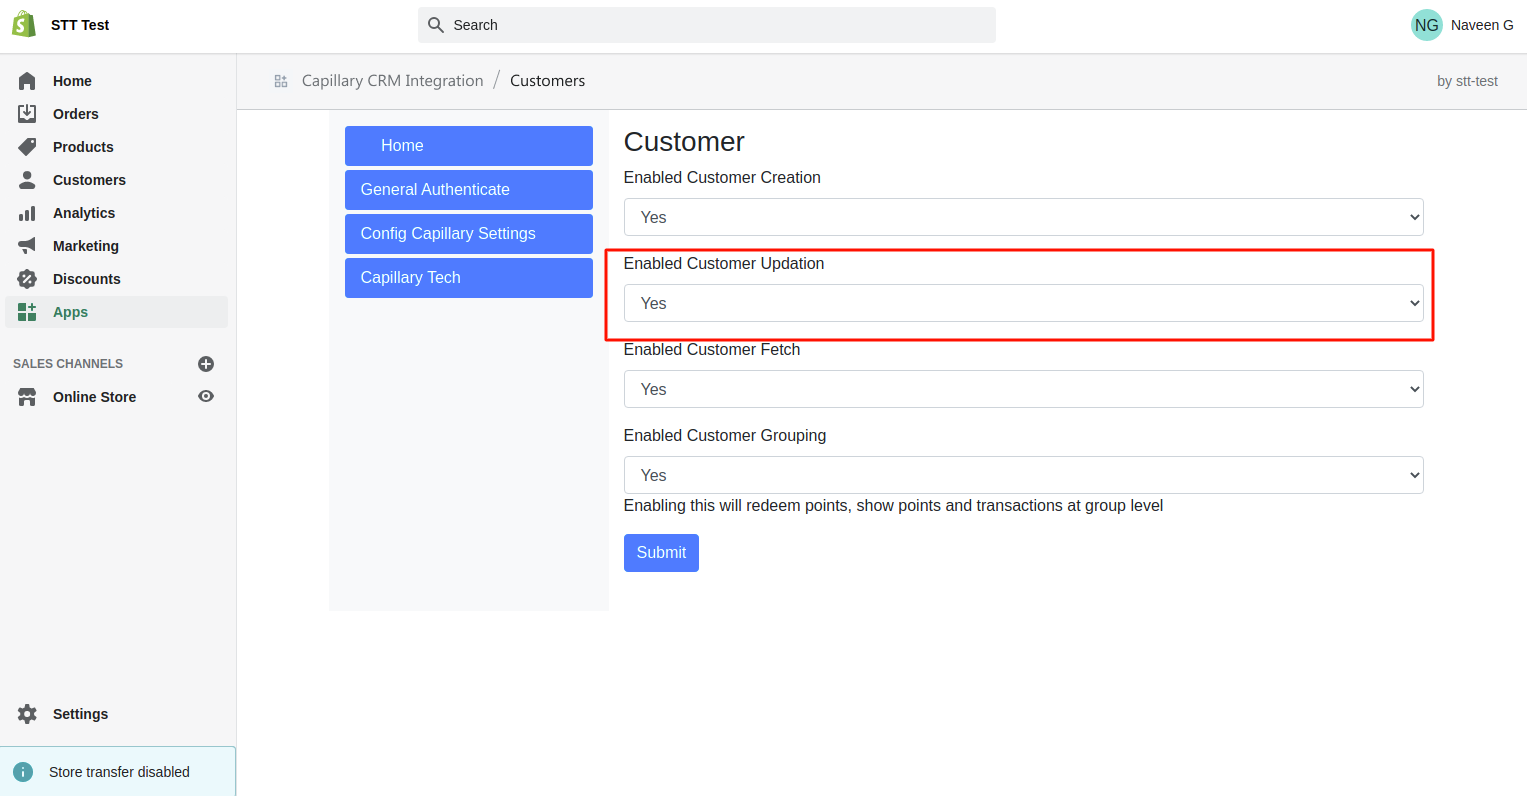 STT Test
Search
NG Naveen G
Home
Orders
Products
Customers
Analytics
Marketing
Discounts
Apps
SALES CHANNELS
Online Store
Settings
Store transfer disabled
Capillary CRM Integration / Customers
by stt-test
Home
General Authenticate
Config Capillary Settings
Capillary Tech
Customer
Enabled Customer Creation
Yes
Enabled Customer Updation
Yes
Enabled Customer Fetch
Yes
Enabled Customer Grouping
Yes
Enabling this will redeem points, show points and transactions at group level
Submit